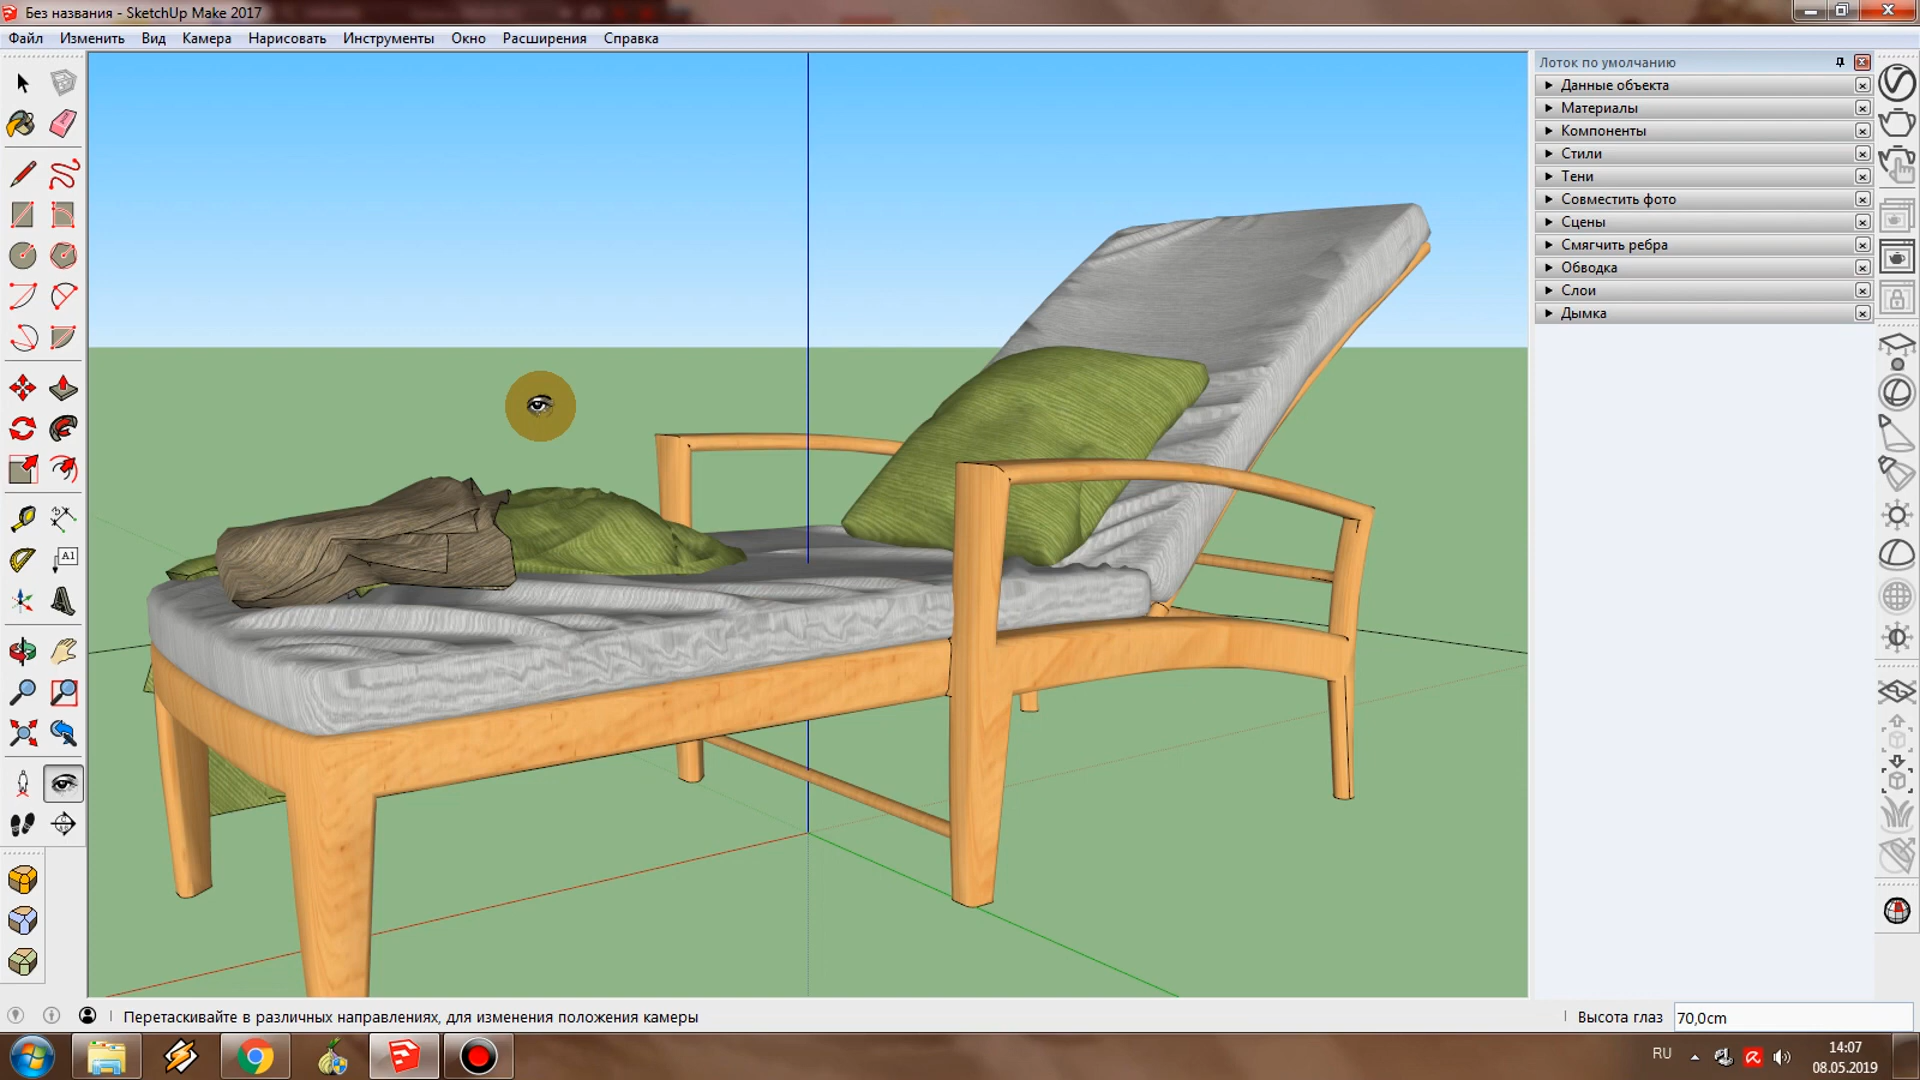 Без названия - SketchUp Make 2017
Файл Изменить Вид Камера Нарисовать Инструменты Окно Расширения Справка
Лоток по умолчанию
Данные объекта
Материалы
Компоненты
Стили
Тени
Совместить фото
Сцены
Смягчить ребра
Обводка
Слои
Дымка
A1
Перетаскивайте в различных направлениях, для изменения положения камеры
Высота глаз 70,0cm
RU
14:07
08.05.2019